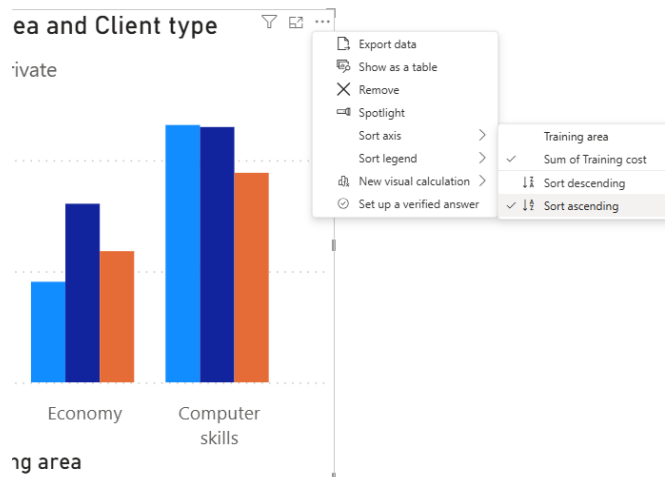 ea and Client type
rivate
Export data
Show as a table
Remove
Spotlight
Sort axis
Sort legend
New visual calculation
Set up a verified answer
Training area
Sum of Training cost
Sort descending
Sort ascending
Economy
Computer
skills
ng area